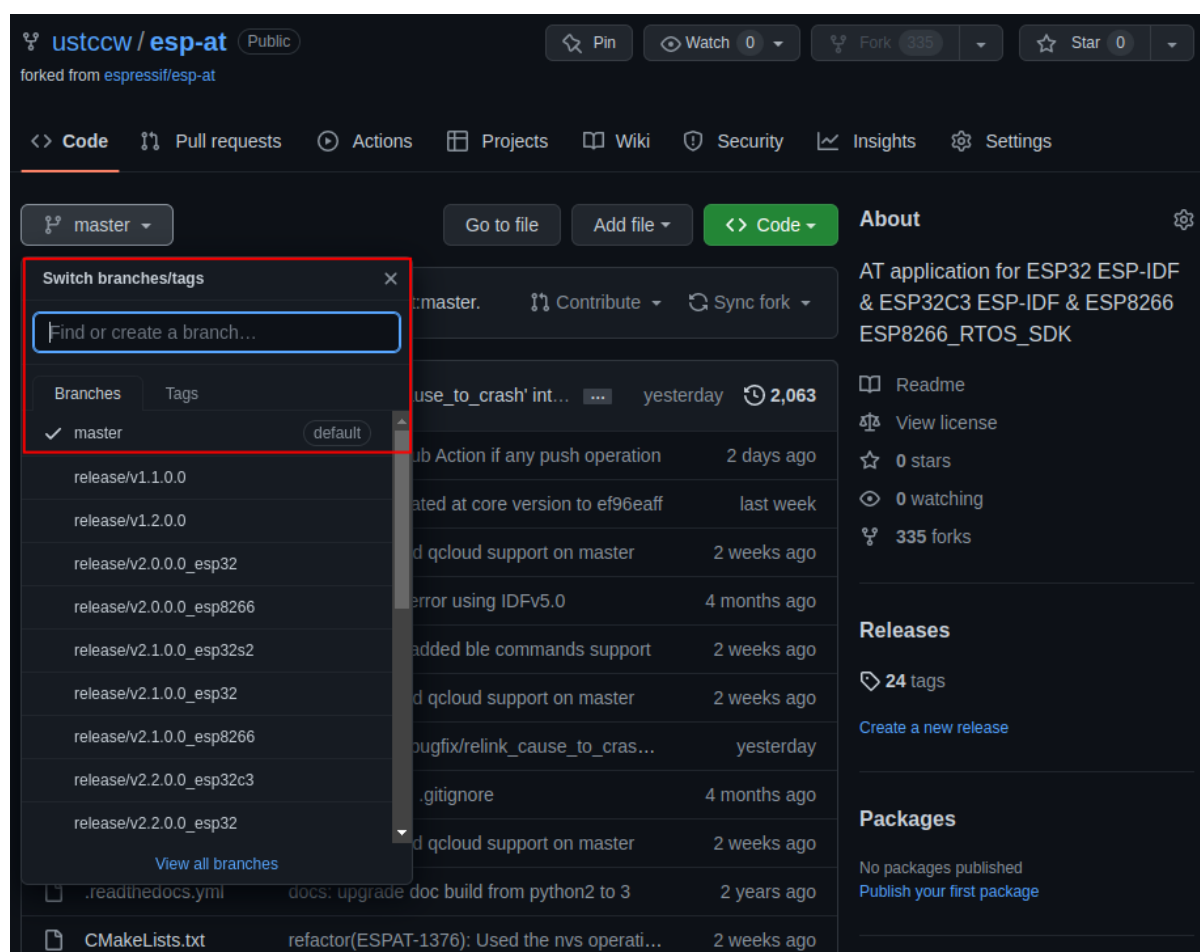 ustccw / esp-at Public Pin Watch 0 Fork 335 Star 0
forked from espressif/esp-at
Code Pull requests Actions Projects Wiki Security Insights Settings
master Go to file Add file Code
Switch branches/tags
Find or create a branch…
Branches Tags
master default
release/v1.1.0.0
release/v1.2.0.0
release/v2.0.0.0_esp32
release/v2.0.0.0_esp8266
release/v2.1.0.0_esp32s2
release/v2.1.0.0_esp32
release/v2.1.0.0_esp8266
release/v2.2.0.0_esp32c3
release/v2.2.0.0_esp32
View all branches
:master. Contribute Sync fork
use_to_crash' int… ... yesterday 2,063
ub Action if any push operation 2 days ago
ated at core version to ef96eaff last week
d qcloud support on master 2 weeks ago
error using IDFv5.0 4 months ago
added ble commands support 2 weeks ago
d qcloud support on master 2 weeks ago
bugfix/relink_cause_to_cras… yesterday
.gitignore 4 months ago
d qcloud support on master 2 weeks ago
.readthedocs.yml docs: upgrade doc build from python2 to 3 2 years ago
CMakeLists.txt refactor(ESPAT-1376): Used the nvs operati… 2 weeks ago
About
AT application for ESP32 ESP-IDF
& ESP32C3 ESP-IDF & ESP8266
ESP8266_RTOS_SDK
Readme
View license
0 stars
0 watching
335 forks
Releases
24 tags
Create a new release
Packages
No packages published
Publish your first package